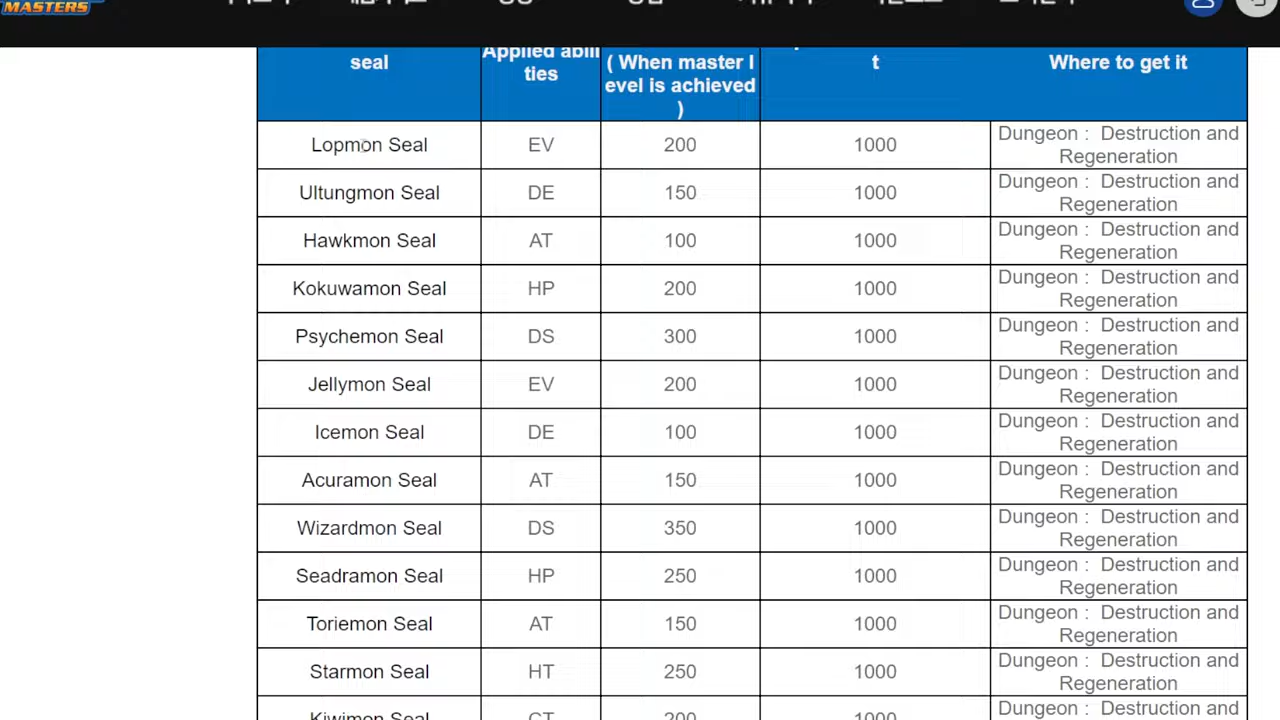 MASTERS
seal
Applied abili
ties
( When master l
evel is achieved
)
t
Where to get it
Lopmon Seal EV 200 1000 Dungeon : Destruction and
Regeneration
Ultungmon Seal DE 150 1000 Dungeon : Destruction and
Regeneration
Hawkmon Seal AT 100 1000 Dungeon : Destruction and
Regeneration
Kokuwamon Seal HP 200 1000 Dungeon : Destruction and
Regeneration
Psychemon Seal DS 300 1000 Dungeon : Destruction and
Regeneration
Jellymon Seal EV 200 1000 Dungeon : Destruction and
Regeneration
Icemon Seal DE 100 1000 Dungeon : Destruction and
Regeneration
Acuramon Seal AT 150 1000 Dungeon : Destruction and
Regeneration
Wizardmon Seal DS 350 1000 Dungeon : Destruction and
Regeneration
Seadramon Seal HP 250 1000 Dungeon : Destruction and
Regeneration
Toriemon Seal AT 150 1000 Dungeon : Destruction and
Regeneration
Starmon Seal HT 250 1000 Dungeon : Destruction and
Regeneration
Kiwimon Seal CT 200 1000 Dungeon : Destruction and